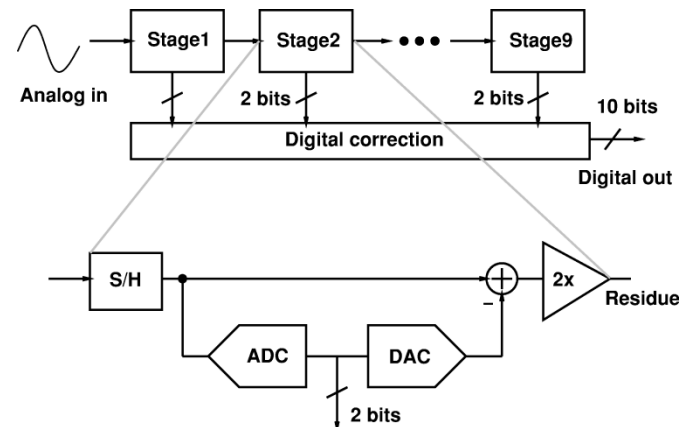 Stage1
Stage2
Stage9
Analog in
2 bits
2 bits
10 bits
Digital correction
Digital out
S/H
2x
Residue
ADC
DAC
2 bits